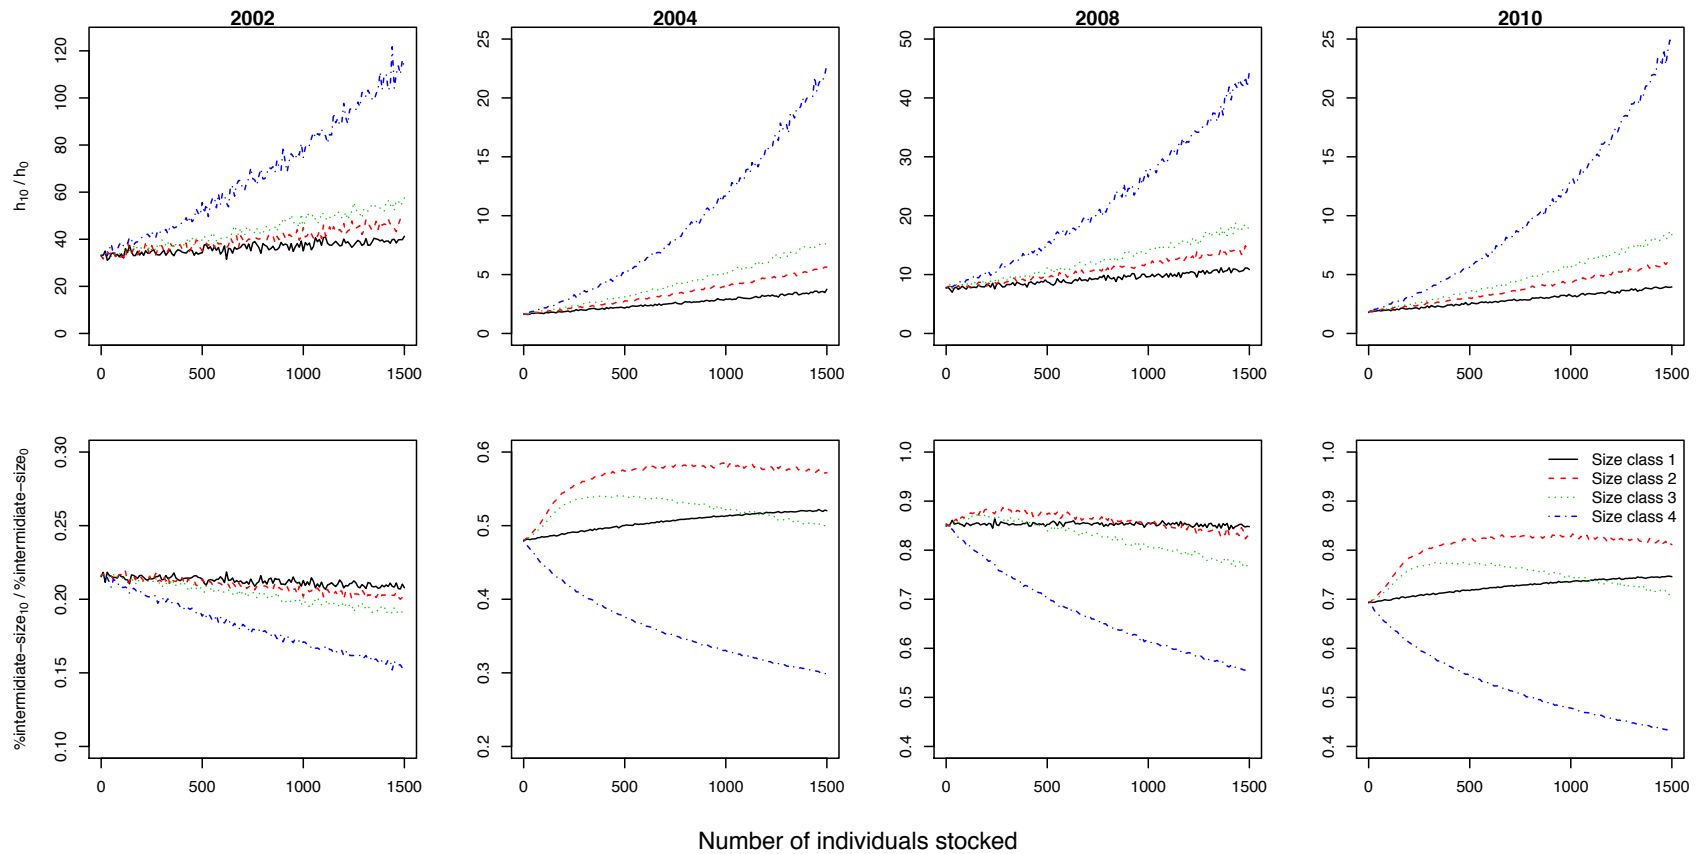 2002 2004 2008 2010
h10 / h0
0 20 40 60 80 100 120
0 5 10 15 20 25
0 10 20 30 40 50
0 5 10 15 20 25
0 500 1000 1500
0 500 1000 1500
0 500 1000 1500
0 500 1000 1500
%intermidiate−size10 / %intermidiate−size0
0.10 0.15 0.20 0.25 0.30
0.2 0.3 0.4 0.5 0.6
0.4 0.5 0.6 0.7 0.8 0.9 1.0
0.4 0.5 0.6 0.7 0.8 0.9 1.0
Size class 1
Size class 2
Size class 3
Size class 4
0 500 1000 1500
0 500 1000 1500
0 500 1000 1500
0 500 1000 1500
Number of individuals stocked